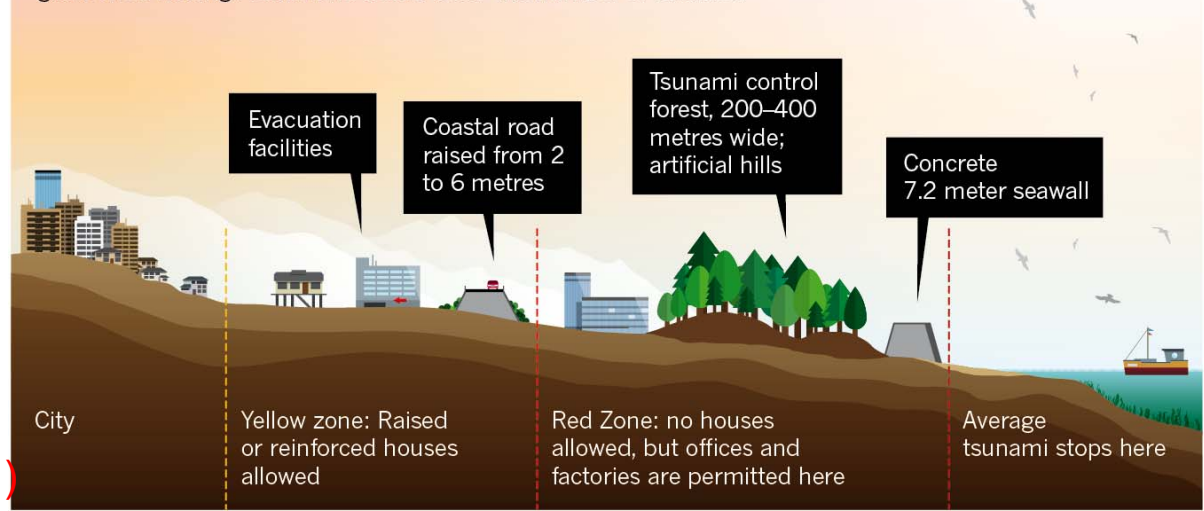 Evacuation
facilities
Coastal road
raised from 2
to 6 metres
Tsunami control
forest, 200–400
metres wide;
artificial hills
Concrete
7.2 meter seawall
City
Yellow zone: Raised
or reinforced houses
allowed
Red Zone: no houses
allowed, but offices and
factories are permitted here
Average
tsunami stops here
)